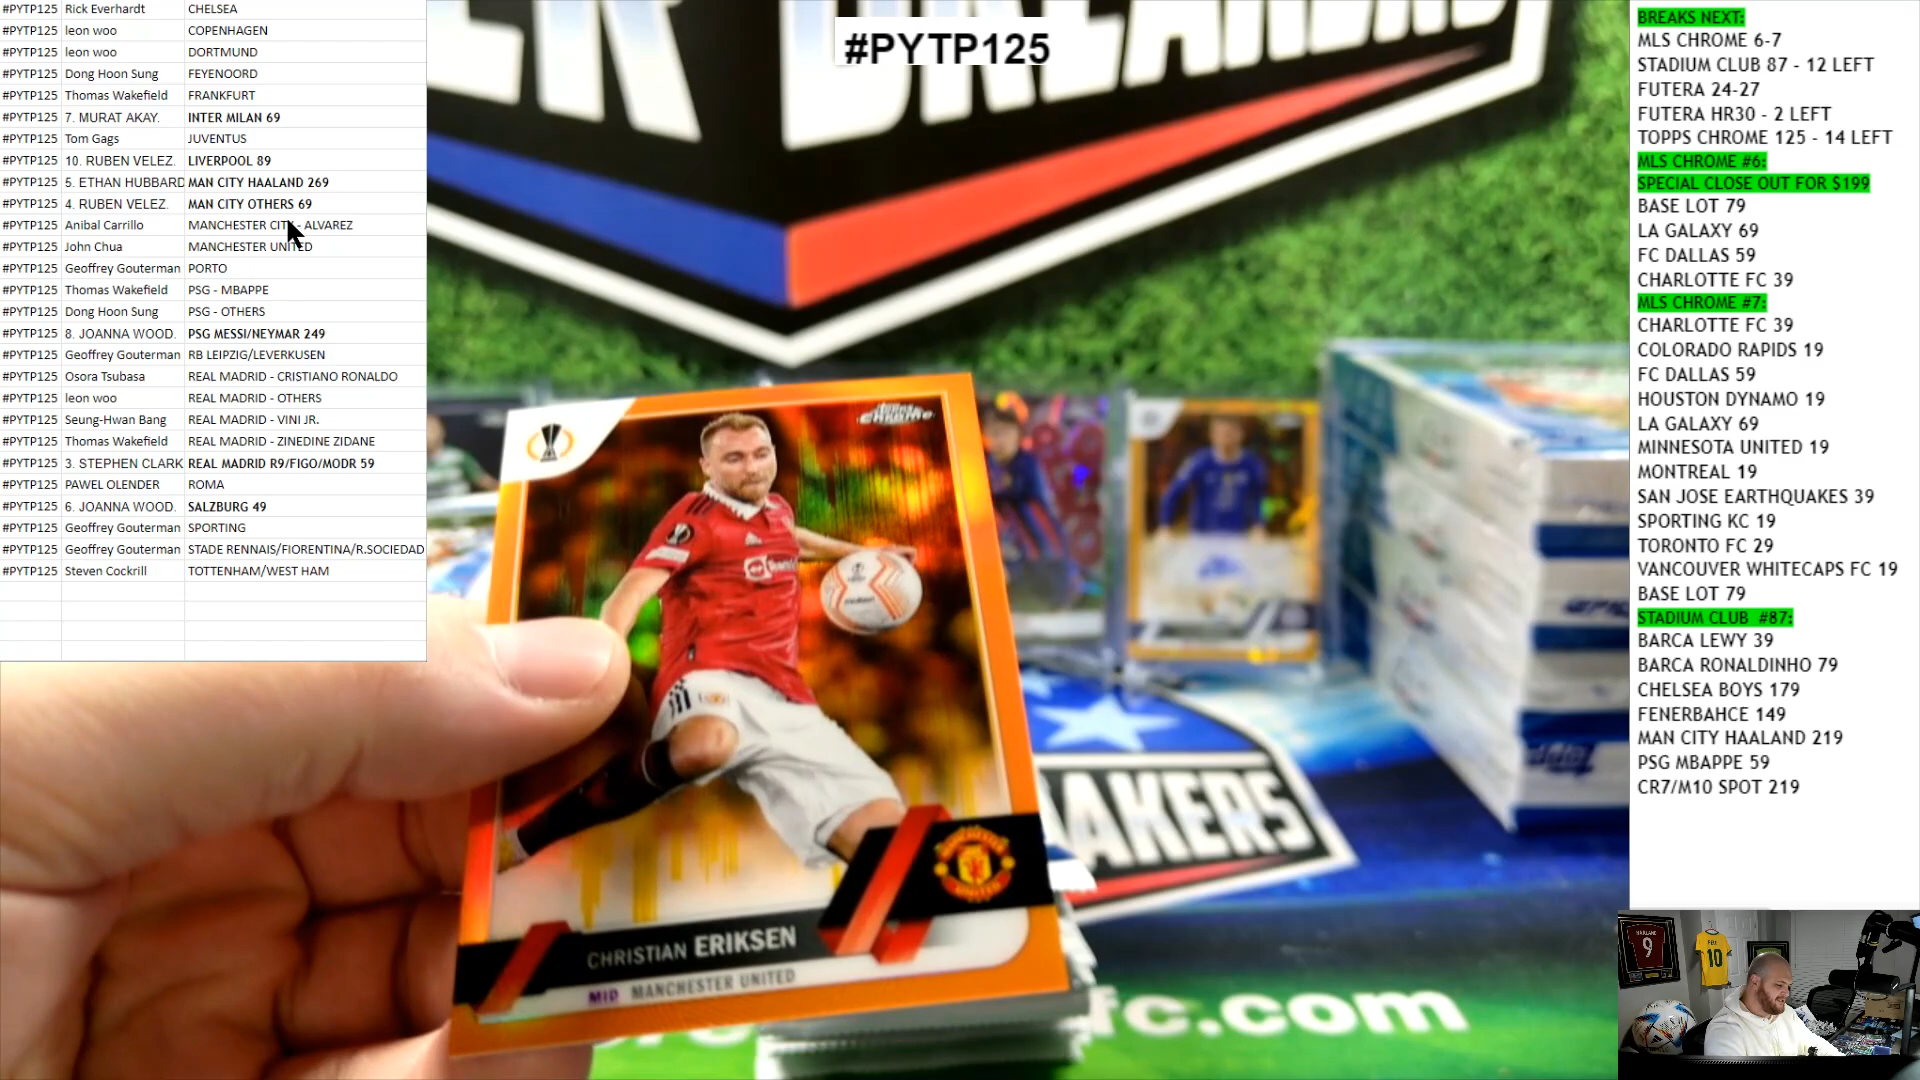 #PYTP125 Rick Everhardt CHELSEA
#PYTP125 leon woo COPENHAGEN
#PYTP125 leon woo DORTMUND
#PYTP125 Dong Hoon Sung FEYENOORD
#PYTP125 Thomas Wakefield FRANKFURT
#PYTP125 7. MURAT AKAY. INTER MILAN 69
#PYTP125 Tom Gags JUVENTUS
#PYTP125 10. RUBEN VELEZ. LIVERPOOL 89
#PYTP125 5. ETHAN HUBBARD MAN CITY HAALAND 269
#PYTP125 4. RUBEN VELEZ. MAN CITY OTHERS 69
#PYTP125 Anibal Carrillo MANCHESTER CITY - ALVAREZ
#PYTP125 John Chua MANCHESTER UNITED
#PYTP125 Geoffrey Gouterman PORTO
#PYTP125 Thomas Wakefield PSG - MBAPPE
#PYTP125 Dong Hoon Sung PSG - OTHERS
#PYTP125 8. JOANNA WOOD. PSG MESSI/NEYMAR 249
#PYTP125 Geoffrey Gouterman RB LEIPZIG/LEVERKUSEN
#PYTP125 Osora Tsubasa REAL MADRID - CRISTIANO RONALDO
#PYTP125 leon woo REAL MADRID - OTHERS
#PYTP125 Seung-Hwan Bang REAL MADRID - VINI JR.
#PYTP125 Thomas Wakefield REAL MADRID - ZINEDINE ZIDANE
#PYTP125 3. STEPHEN CLARK REAL MADRID R9/FIGO/MODR 59
#PYTP125 PAWEL OLENDER ROMA
#PYTP125 6. JOANNA WOOD. SALZBURG 49
#PYTP125 Geoffrey Gouterman SPORTING
#PYTP125 Geoffrey Gouterman STADE RENNAIS/FIORENTINA/R.SOCIEDAD
#PYTP125 Steven Cockrill TOTTENHAM/WEST HAM
#PYTP125
CHROME
CHRISTIAN ERIKSEN
MID MANCHESTER UNITED
AKERS
fc.com
BREAKS NEXT:
MLS CHROME 6-7
STADIUM CLUB 87 - 12 LEFT
FUTERA 24-27
FUTERA HR30 - 2 LEFT
TOPPS CHROME 125 - 14 LEFT
MLS CHROME #6:
SPECIAL CLOSE OUT FOR $199
BASE LOT 79
LA GALAXY 69
FC DALLAS 59
CHARLOTTE FC 39
MLS CHROME #7:
CHARLOTTE FC 39
COLORADO RAPIDS 19
FC DALLAS 59
HOUSTON DYNAMO 19
LA GALAXY 69
MINNESOTA UNITED 19
MONTREAL 19
SAN JOSE EARTHQUAKES 39
SPORTING KC 19
TORONTO FC 29
VANCOUVER WHITECAPS FC 19
BASE LOT 79
STADIUM CLUB #87:
BARCA LEWY 39
BARCA RONALDINHO 79
CHELSEA BOYS 179
FENERBAHCE 149
MAN CITY HAALAND 219
PSG MBAPPE 59
CR7/M10 SPOT 219
9
10